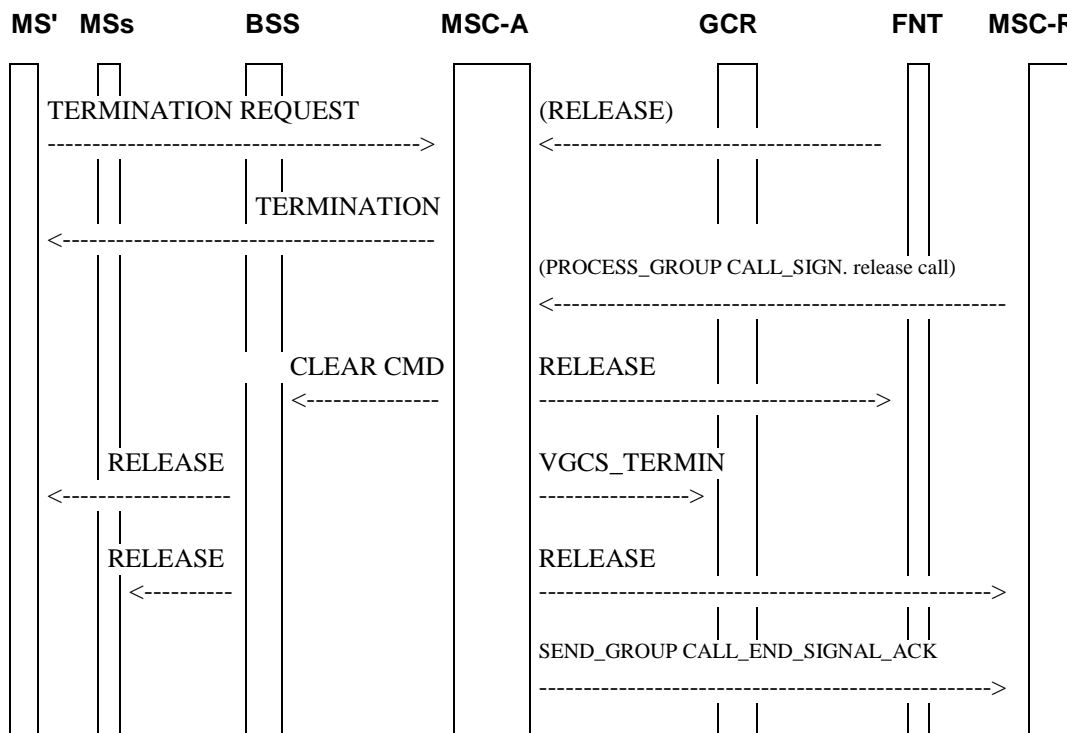 MS' MSs BSS MSC-A GCR FNT MSC-R
TERMINATION REQUEST (RELEASE)
TERMINATION
(PROCESS_GROUP CALL_SIGN. release call)
CLEAR CMD RELEASE
RELEASE VGCS_TERMIN
RELEASE RELEASE
SEND_GROUP CALL_END_SIGNAL_ACK